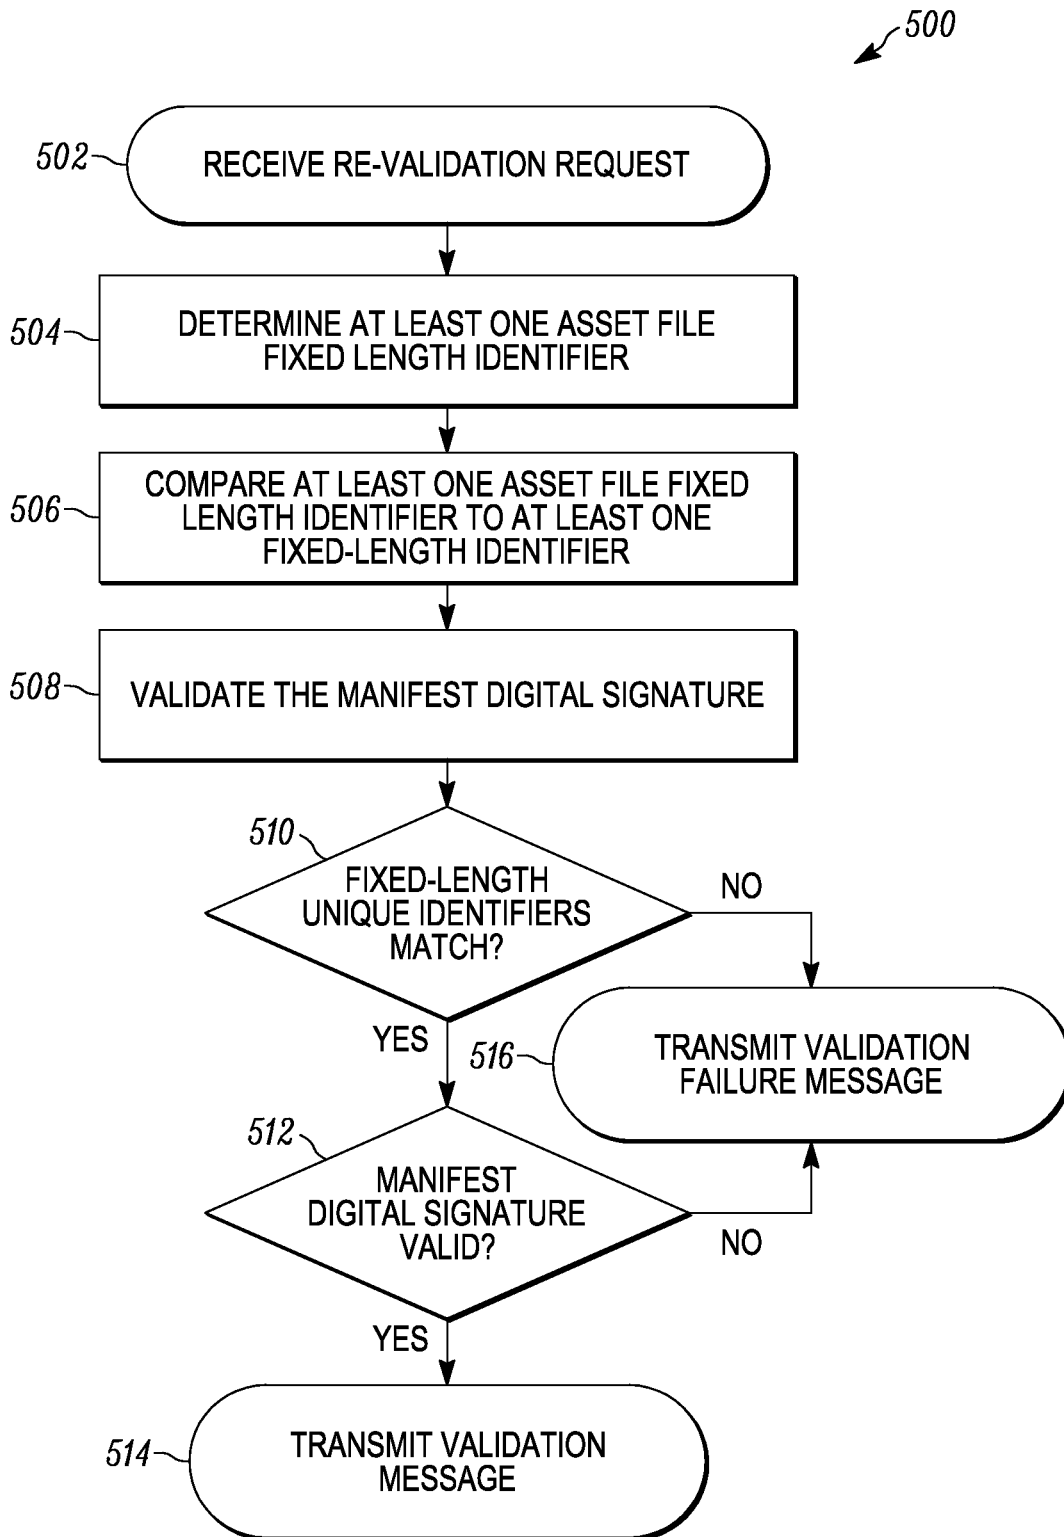 500
502
RECEIVE RE-VALIDATION REQUEST
504
DETERMINE AT LEAST ONE ASSET FILE
FIXED LENGTH IDENTIFIER
506
COMPARE AT LEAST ONE ASSET FILE FIXED
LENGTH IDENTIFIER TO AT LEAST ONE
FIXED-LENGTH IDENTIFIER
508
VALIDATE THE MANIFEST DIGITAL SIGNATURE
510
FIXED-LENGTH
UNIQUE IDENTIFIERS
MATCH?
NO
YES
516
TRANSMIT VALIDATION
FAILURE MESSAGE
512
MANIFEST
DIGITAL SIGNATURE
VALID?
NO
YES
514
TRANSMIT VALIDATION
MESSAGE